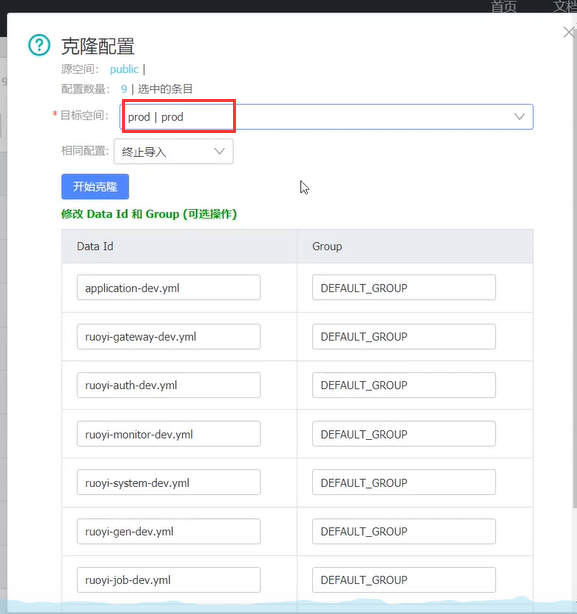 首页
文档
克隆配置
源空间: public |
配置数量: 9 | 选中的条目
* 目标空间: prod | prod
相同配置: 终止导入
开始克隆
修改 Data Id 和 Group (可选操作)
Data Id Group
application-dev.yml DEFAULT_GROUP
ruoyi-gateway-dev.yml DEFAULT_GROUP
ruoyi-auth-dev.yml DEFAULT_GROUP
ruoyi-monitor-dev.yml DEFAULT_GROUP
ruoyi-system-dev.yml DEFAULT_GROUP
ruoyi-gen-dev.yml DEFAULT_GROUP
ruoyi-job-dev.yml DEFAULT_GROUP